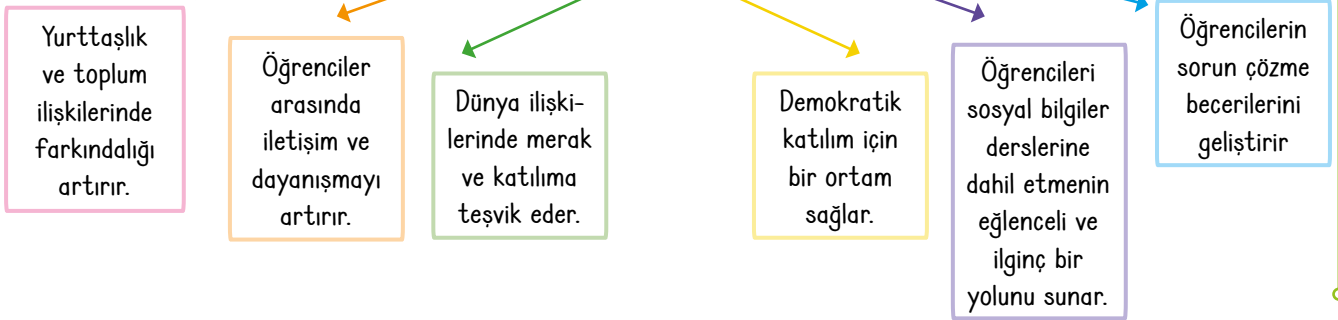 Yurttaşlık
ve toplum
ilişkilerinde
farkındalığı
artırır.
Öğrenciler
arasında
iletişim ve
dayanışmayı
artırır.
Dünya ilişki-
lerinde merak
ve katılıma
teşvik eder.
Demokratik
katılım için
bir ortam
sağlar.
Öğrencileri
sosyal bilgiler
derslerine
dahil etmenin
eğlenceli ve
ilginç bir
yolunu sunar.
Öğrencilerin
sorun çözme
becerilerini
geliştirir